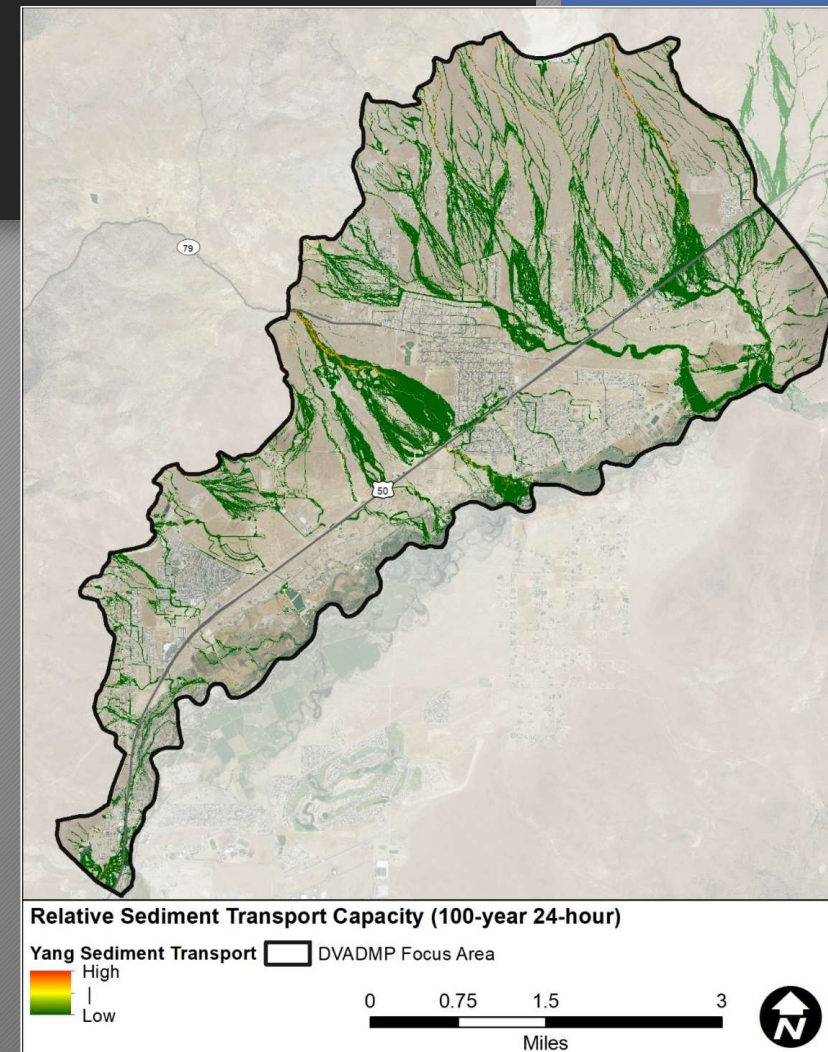 79
50
Relative Sediment Transport Capacity (100-year 24-hour)
Yang Sediment Transport DVADMP Focus Area
High
|
Low
0 0.75 1.5 3
Miles
N